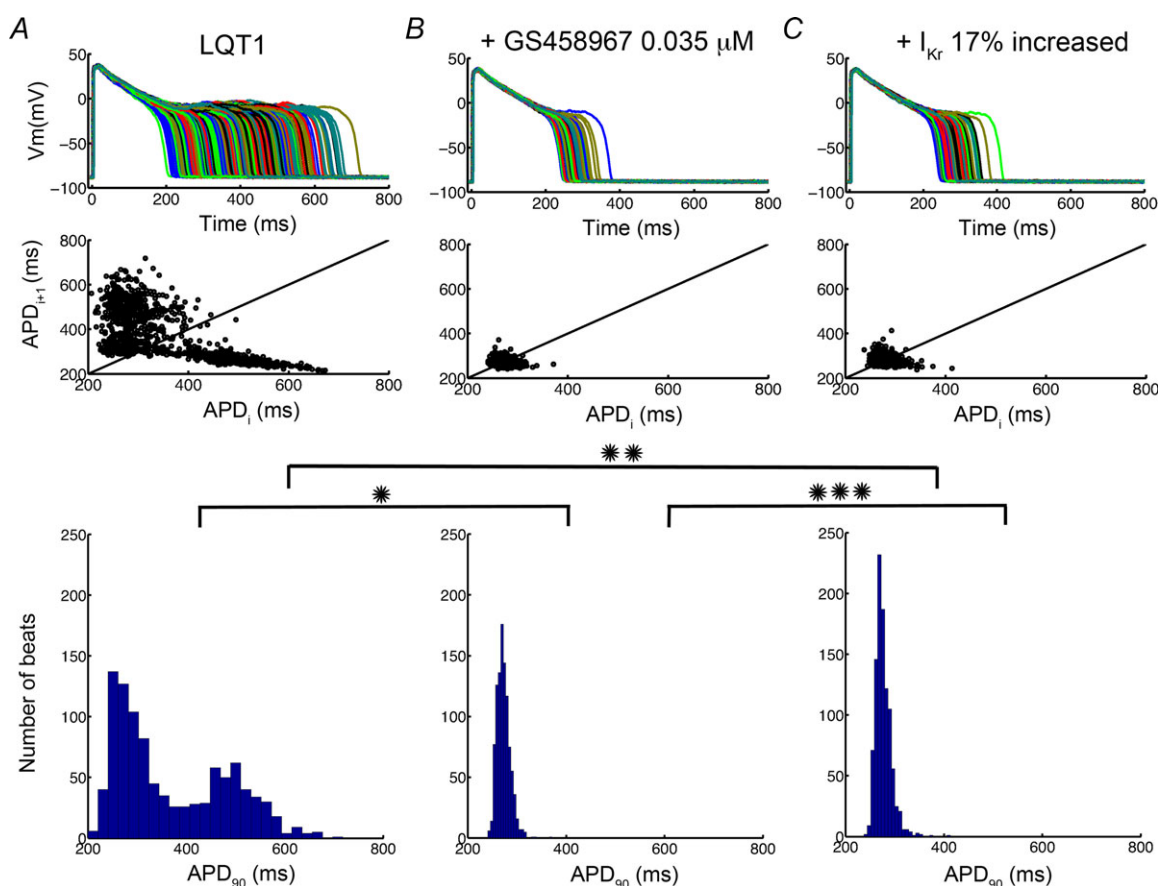 A
LQT1
B
+ GS458967 0.035 μM
C
+ IKr 17% increased
Vm(mV)
50
0
−50
−100
0 200 400 600 800
Time (ms)
50
0
−50
−100
0 200 400 600 800
Time (ms)
50
0
−50
−100
0 200 400 600 800
Time (ms)
APDi+1 (ms)
800
600
400
200
200 400 600 800
APDi (ms)
800
600
400
200
200 400 600 800
APDi (ms)
800
600
400
200
200 400 600 800
APDi (ms)
✷✷
✷
✷✷✷
Number of beats
250
200
150
100
50
0
200 400 600 800
APD90 (ms)
250
200
150
100
50
0
200 400 600 800
APD90 (ms)
250
200
150
100
50
0
200 400 600 800
APD90 (ms)